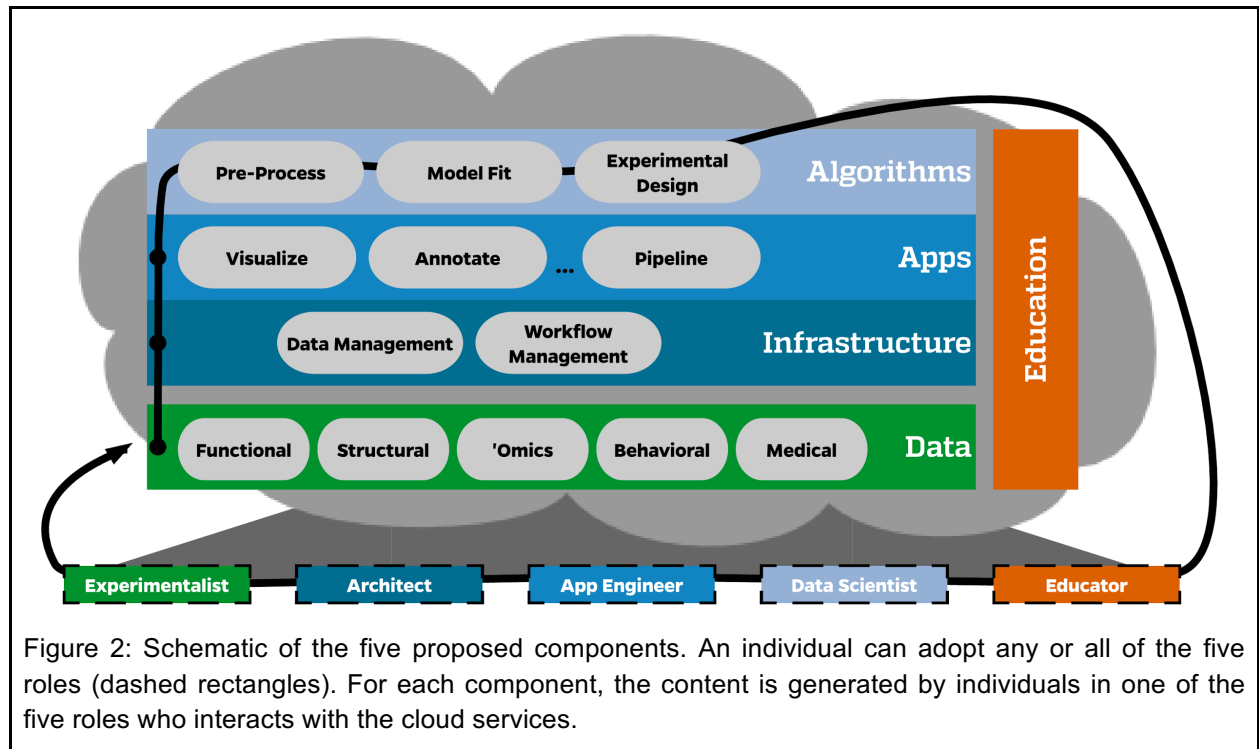 Pre-Process
Model Fit
Experimental
Design
Algorithms
Visualize
Annotate
...
Pipeline
Apps
Data Management
Workflow
Management
Infrastructure
Functional
Structural
'Omics
Behavioral
Medical
Data
Education
Experimentalist
Architect
App Engineer
Data Scientist
Educator
Figure 2: Schematic of the five proposed components. An individual can adopt any or all of the five
roles (dashed rectangles). For each component, the content is generated by individuals in one of the
five roles who interacts with the cloud services.